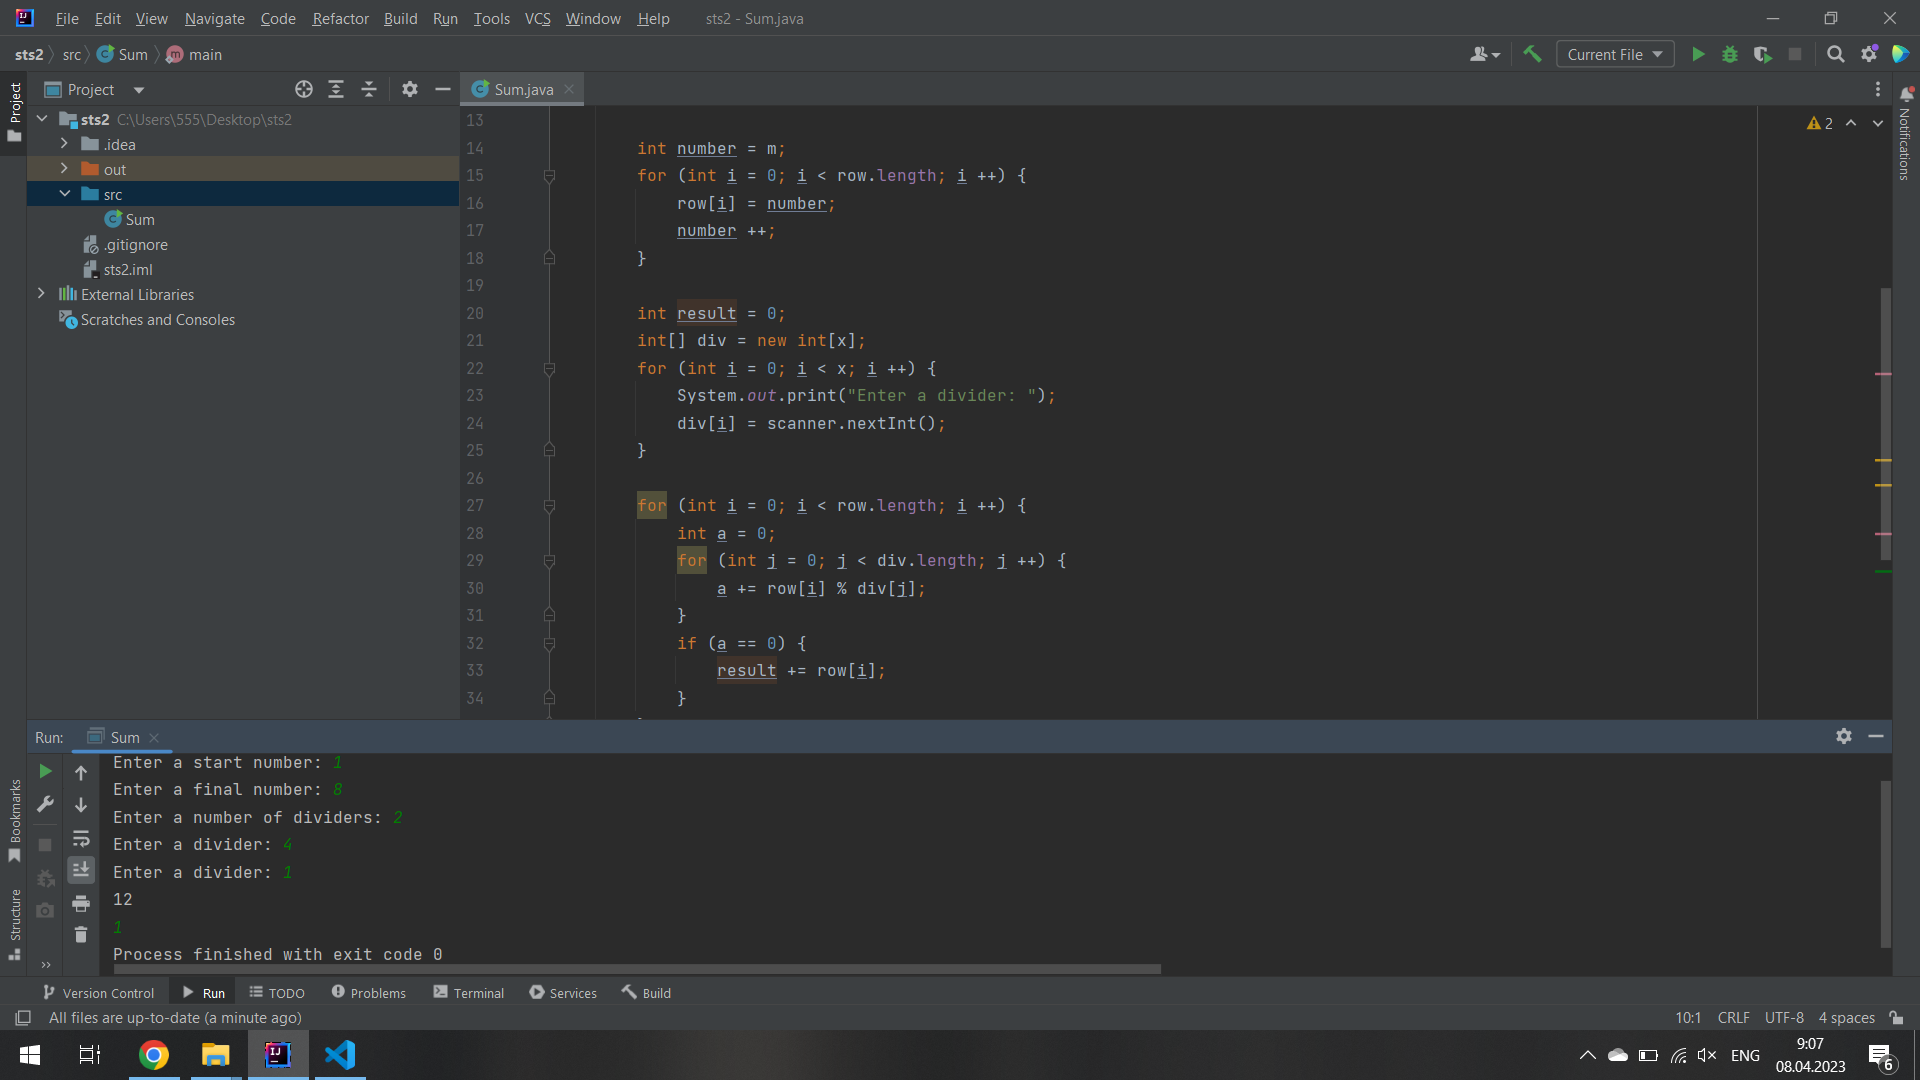 File Edit View Navigate Code Refactor Build Run Tools VCS Window Help sts2 - Sum.java
sts2 src Sum main Current File
Project
Project
Sum.java
Notifications
sts2 C:\Users\555\Desktop\sts2
.idea
out
src
Sum
.gitignore
sts2.iml
External Libraries
Scratches and Consoles
2
13
14 int number = m;
15 for (int i = 0; i < row.length; i ++) {
16 row[i] = number;
17 number ++;
18 }
19
20 int result = 0;
21 int[] div = new int[x];
22 for (int i = 0; i < x; i ++) {
23 System.out.print("Enter a divider: ");
24 div[i] = scanner.nextInt();
25 }
26
27 for (int i = 0; i < row.length; i ++) {
28 int a = 0;
29 for (int j = 0; j < div.length; j ++) {
30 a += row[i] % div[j];
31 }
32 if (a == 0) {
33 result += row[i];
34 }
Run: Sum
Enter a start number: 1
Enter a final number: 8
Enter a number of dividers: 2
Enter a divider: 4
Enter a divider: 1
12
1
Process finished with exit code 0
Bookmarks
Structure
Version Control Run TODO Problems Terminal Services Build
All files are up-to-date (a minute ago) 10:1 CRLF UTF-8 4 spaces
ENG 9:07
08.04.2023
6